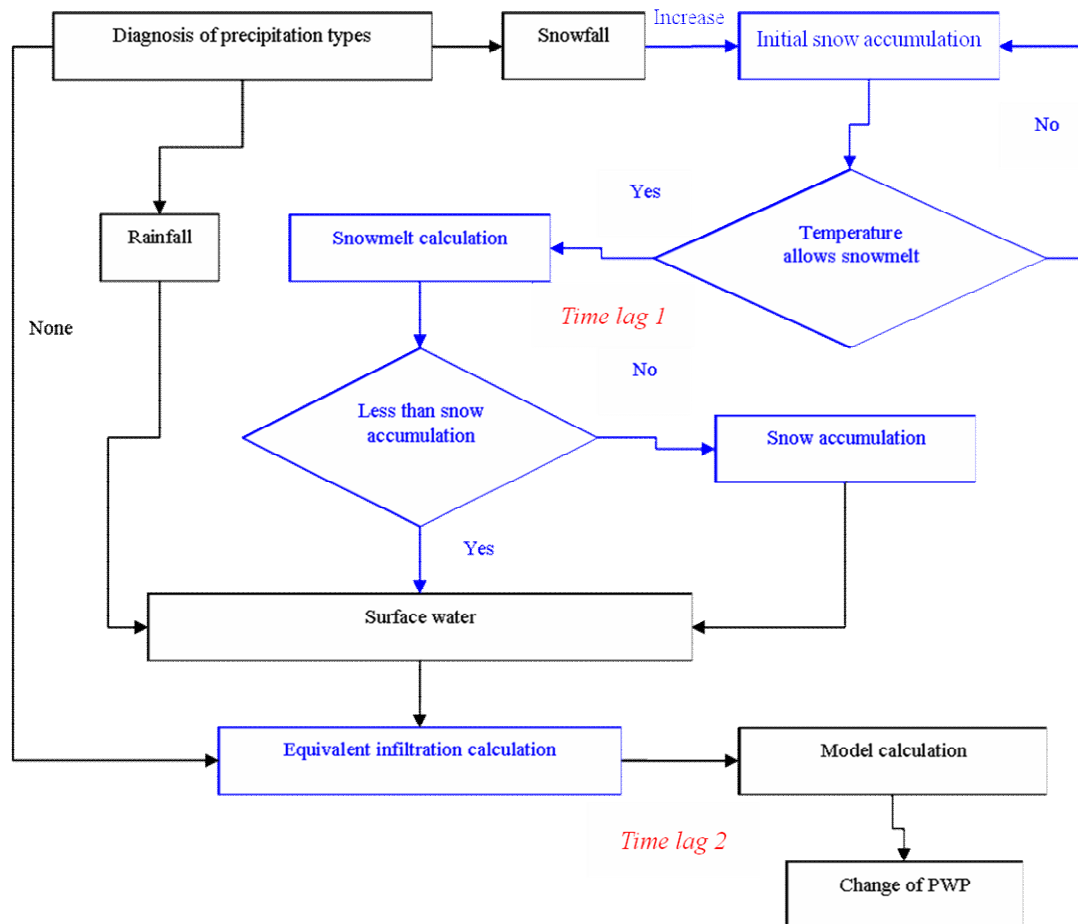 Diagnosis of precipitation types
Snowfall
Increase
Initial snow accumulation
No
Yes
Rainfall
Snowmelt calculation
Temperature
allows snowmelt
Time lag 1
None
No
Less than snow
accumulation
Snow accumulation
Yes
Surface water
Equivalent infiltration calculation
Model calculation
Time lag 2
Change of PWP